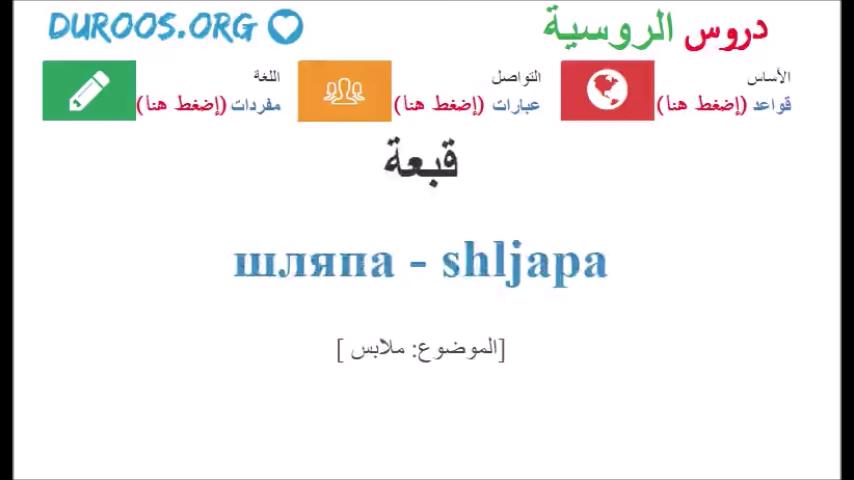 DUROOS.ORG
دروس الروسية
الأساس
قواعد (إضغط هنا)
التواصل
عبارات (إضغط هنا)
اللغة
مفردات (إضغط هنا)
قبعة
шляпа - shljapa
[الموضوع: ملابس ]